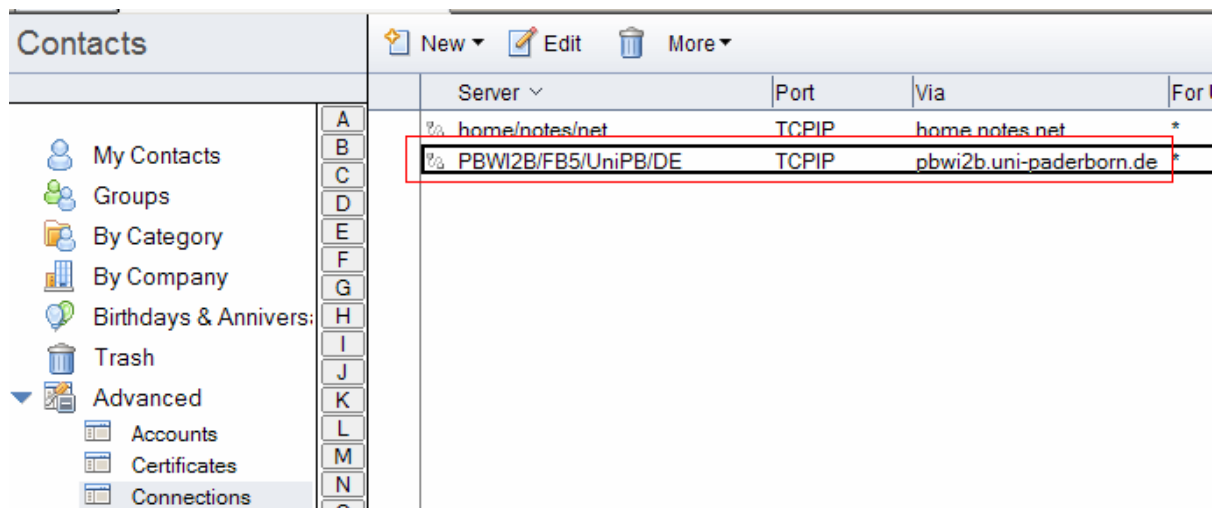 Contacts
New Edit More
Server Port Via For U
home/notes/net TCPIP home.notes.net *
PBWI2B/FB5/UniPB/DE TCPIP pbwi2b.uni-paderborn.de *
My Contacts
Groups
By Category
By Company
Birthdays & Annivers
Trash
Advanced
Accounts
Certificates
Connections
A
B
C
D
E
F
G
H
I
J
K
L
M
N